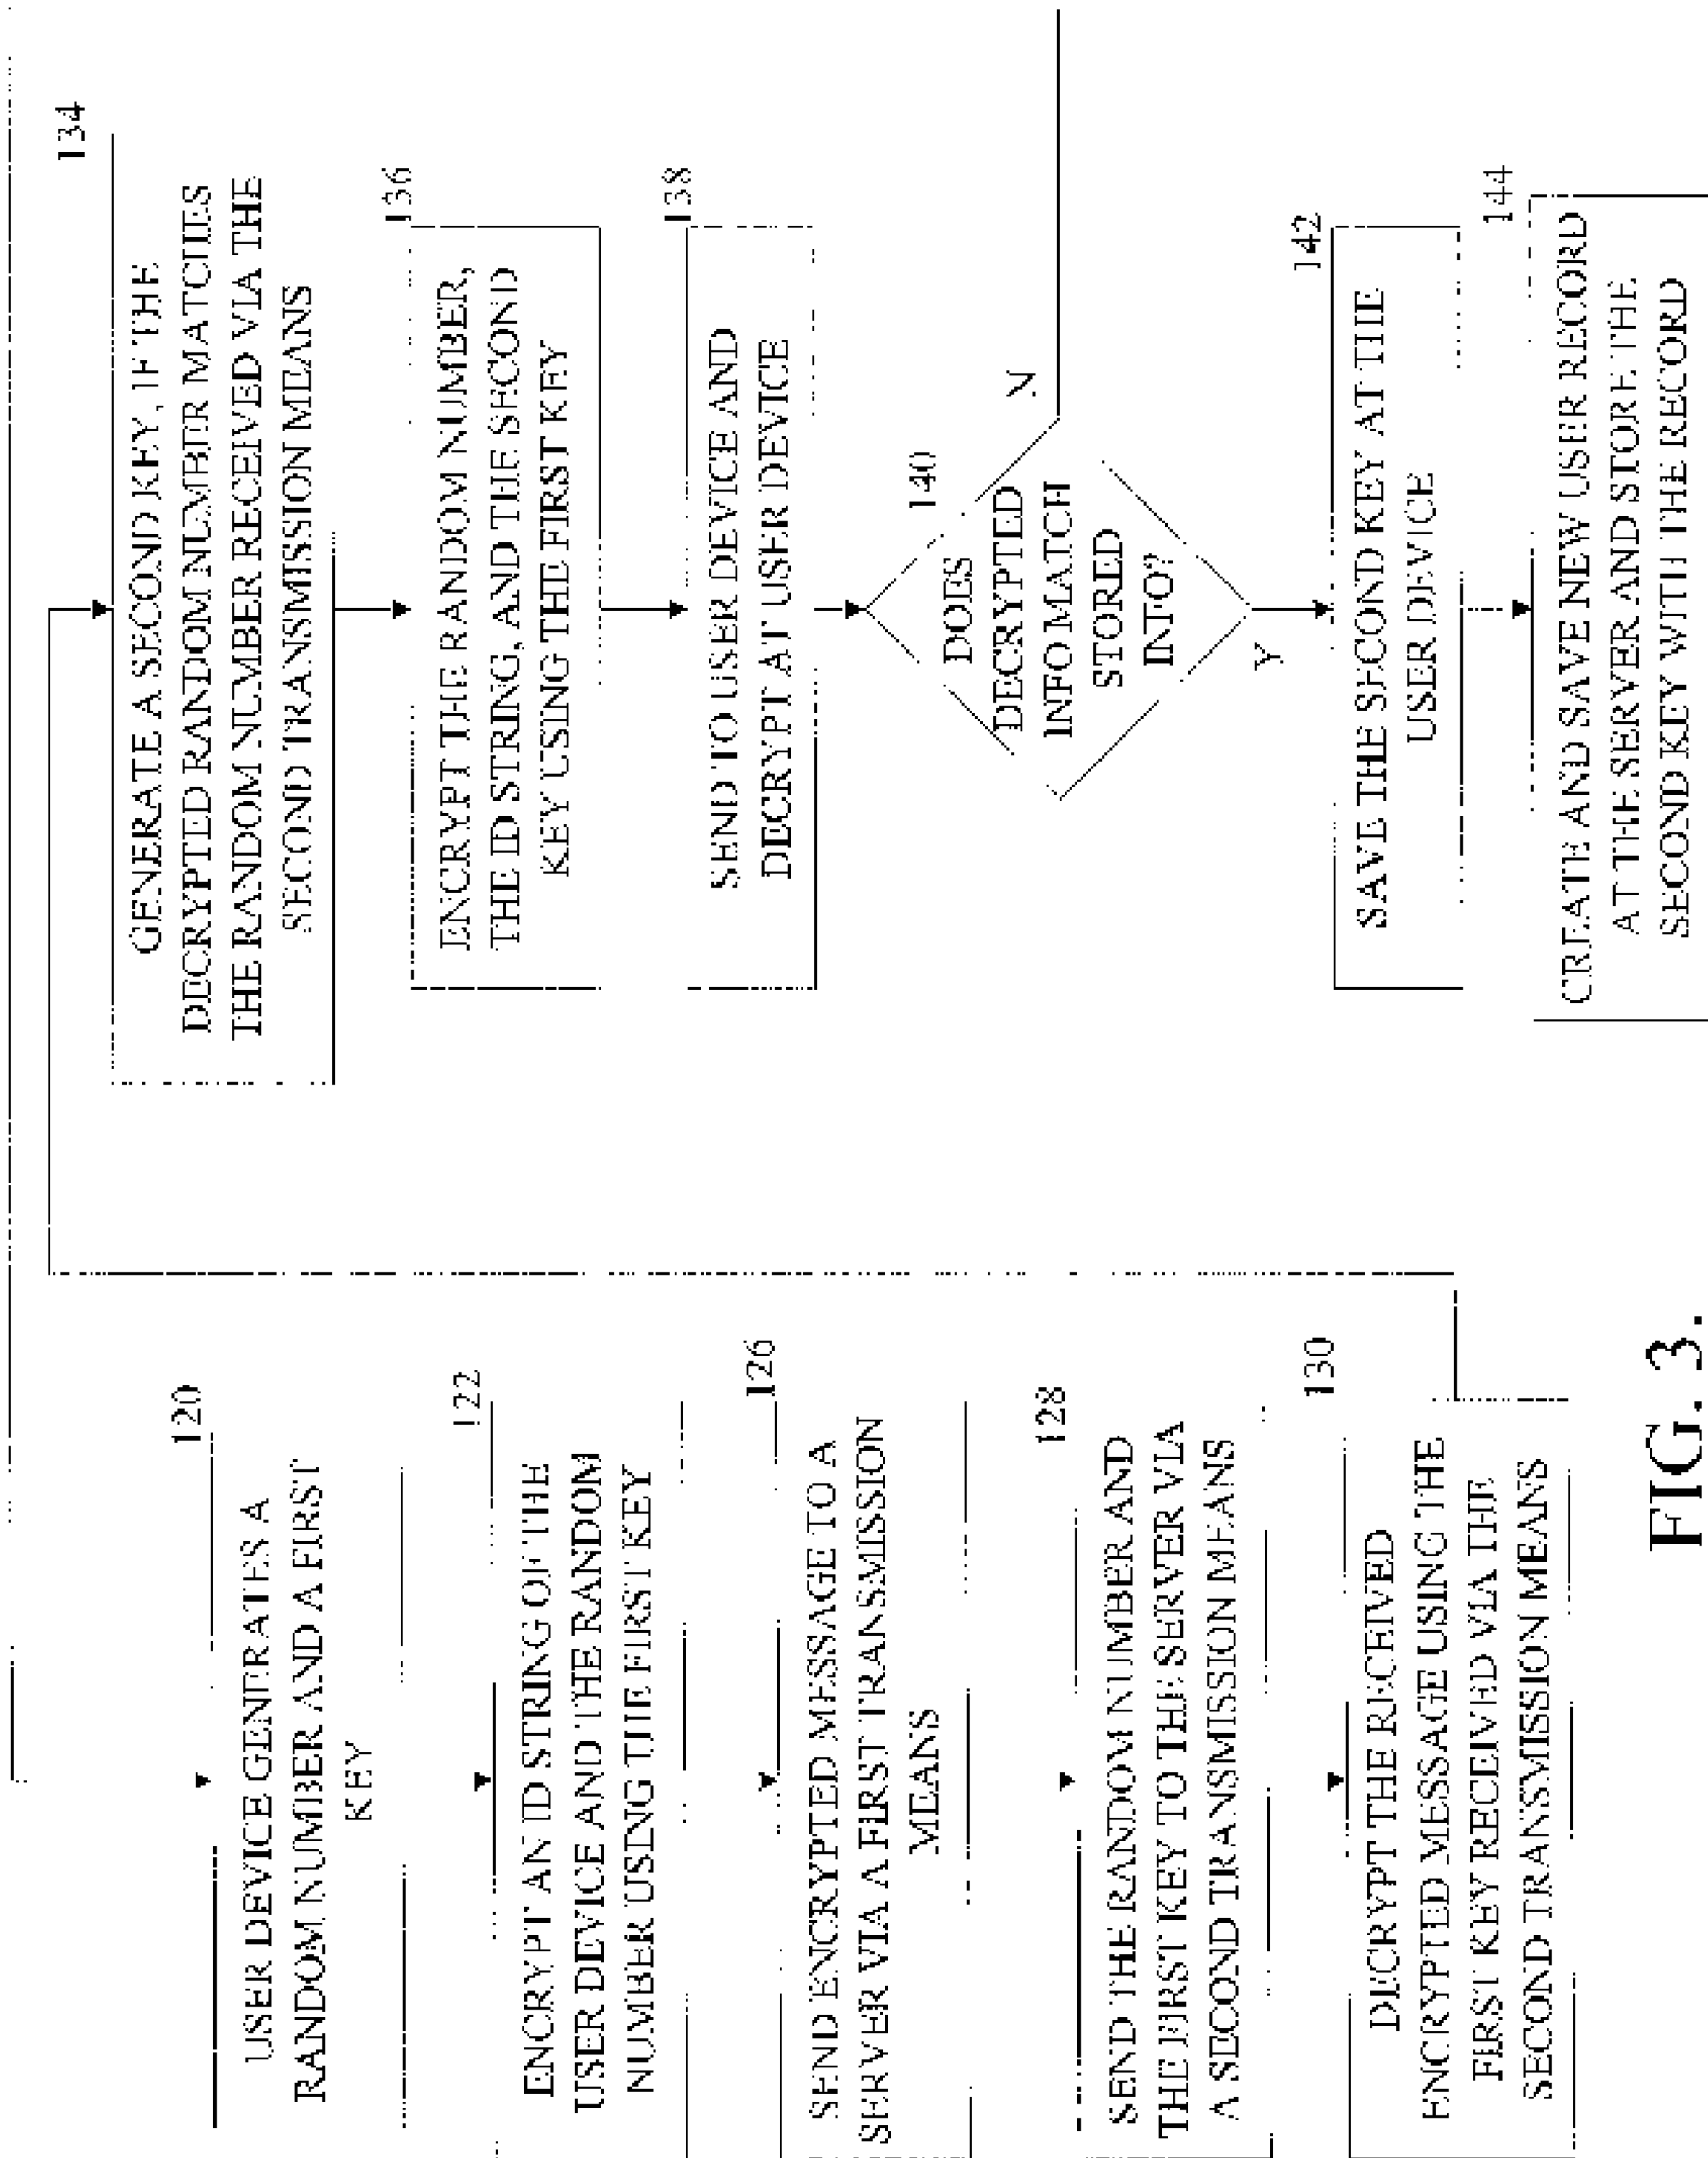 120
USER DEVICE GENERATES A
RANDOM NUMBER AND A FIRST
KEY
122
ENCRYPT AN ID STRING OF THE
USER DEVICE AND THE RANDOM
NUMBER USING THE FIRST KEY
126
SEND ENCRYPTED MESSAGE TO A
SERVER VIA A FIRST TRANSMISSION
MEANS
128
SEND THE RANDOM NUMBER AND
THE FIRST KEY TO THE SERVER VIA
A SECOND TRANSMISSION MEANS
130
DECRYPT THE RECEIVED
ENCRYPTED MESSAGE USING THE
FIRST KEY RECEIVED VIA THE
SECOND TRANSMISSION MEANS
134
GENERATE A SECOND KEY, IF THE
DECRYPTED RANDOM NUMBER MATCHES
THE RANDOM NUMBER RECEIVED VIA THE
SECOND TRANSMISSION MEANS
136
ENCRYPT THE RANDOM NUMBER,
THE ID STRING, AND THE SECOND
KEY USING THE FIRST KEY
138
SEND TO USER DEVICE AND
DECRYPT AT USER DEVICE
140
DOES
DECRYPTED
INFO MATCH
STORED
INFO?
N
Y
142
SAVE THE SECOND KEY AT THE
USER DEVICE
144
CREATE AND SAVE NEW USER RECORD
AT THE SERVER AND STORE THE
SECOND KEY WITH THE RECORD
FIG. 3.